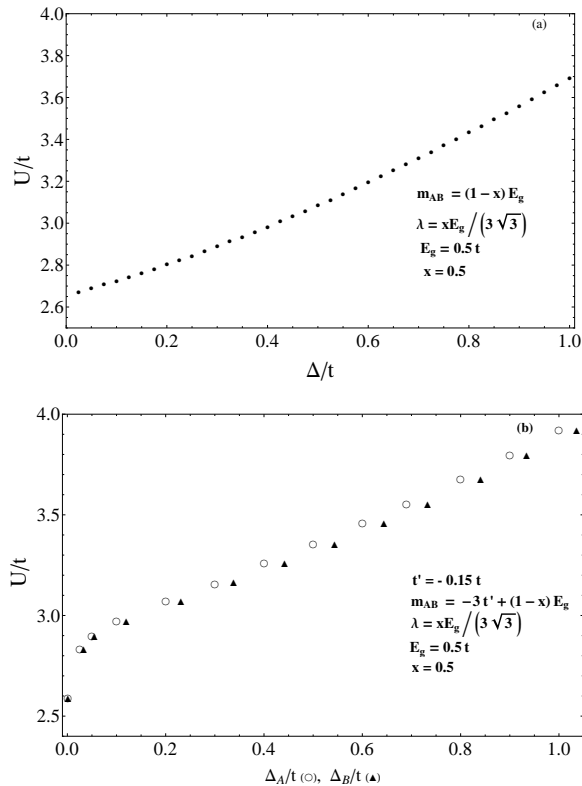 (a)
4.0
3.8
3.6
3.4
3.2
3.0
2.8
2.6
U/t
m_AB = (1 − x) E_g
λ = xE_g / (3 √3)
E_g = 0.5 t
x = 0.5
0.0 0.2 0.4 0.6 0.8 1.0
Δ/t
(b)
4.0
3.5
3.0
2.5
U/t
t' = - 0.15 t
m_AB = −3 t' + (1 − x) E_g
λ = xE_g / (3 √3)
E_g = 0.5 t
x = 0.5
0.0 0.2 0.4 0.6 0.8 1.0
Δ_A/t (○), Δ_B/t (▲)